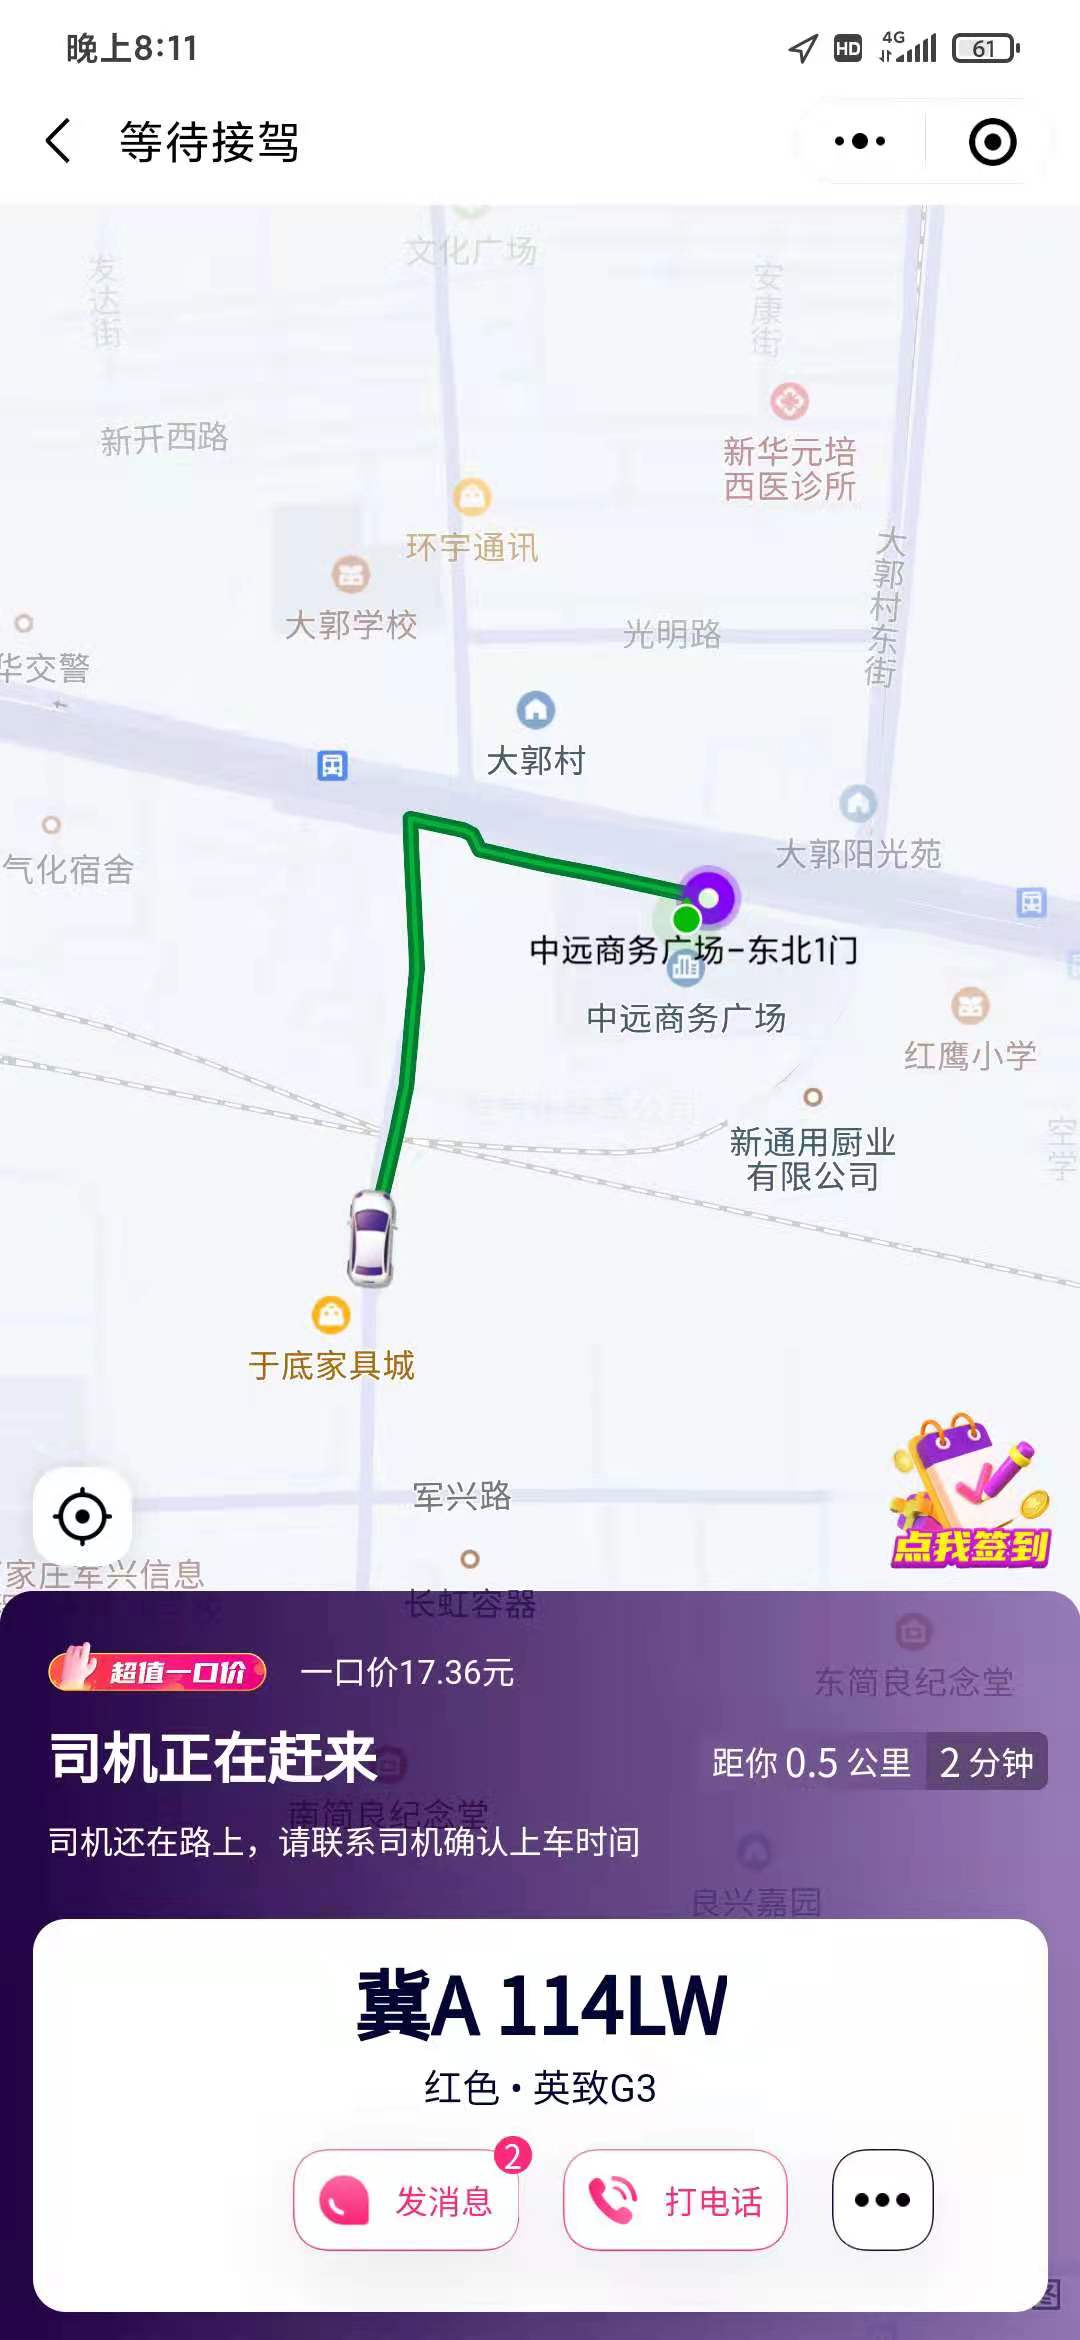 晚上8:11
HD
4G
61
等待接驾
文化广场
发达街
安康街
新开西路
新华元培
西医诊所
环宇通讯
大郭村东街
大郭学校
光明路
华交警
大郭村
大郭阳光苑
气化宿舍
中远商务广场-东北1门
中远商务广场
红鹰小学
新通用厨业
有限公司
空学
于底家具城
军兴路
点我签到
家庄军兴信息
长虹容器
超值一口价
一口价17.36元
东简良纪念堂
司机正在赶来
距你0.5公里 2分钟
南简良纪念堂
司机还在路上，请联系司机确认上车时间
良兴嘉园
冀A 114LW
红色·英致G3
2
发消息
打电话